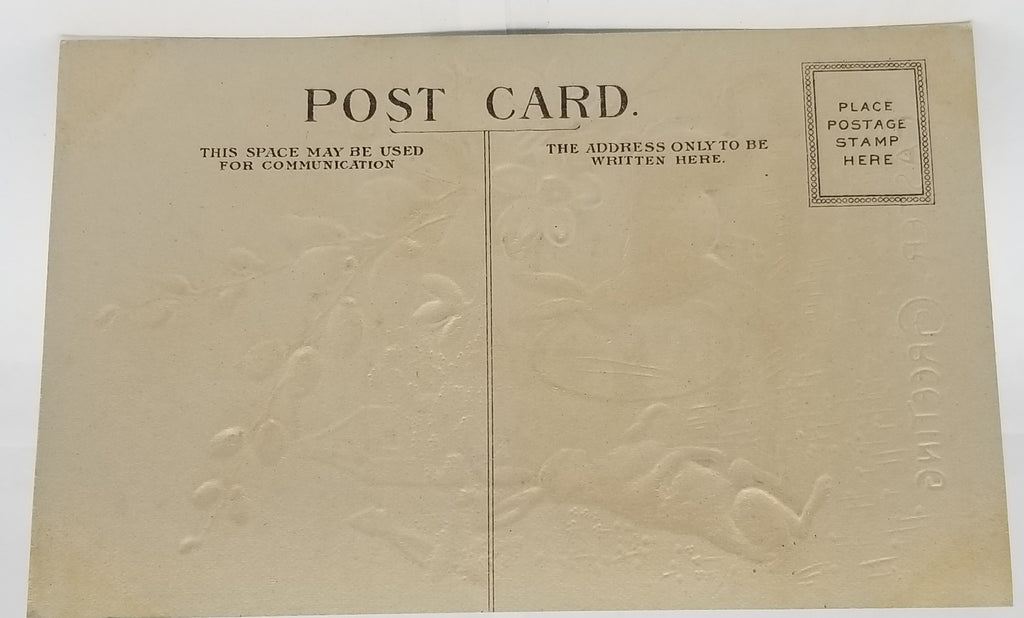 POST CARD.
THIS SPACE MAY BE USED
FOR COMMUNICATION
THE ADDRESS ONLY TO BE
WRITTEN HERE.
PLACE
POSTAGE
STAMP
HERE
GREETING